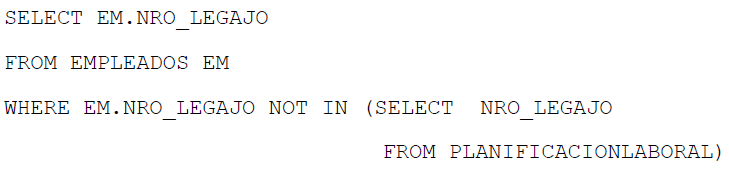 SELECT EM.NRO_LEGAJO
FROM EMPLEADOS EM
WHERE EM.NRO_LEGAJO NOT IN (SELECT NRO_LEGAJO
FROM PLANIFICACIONLABORAL)